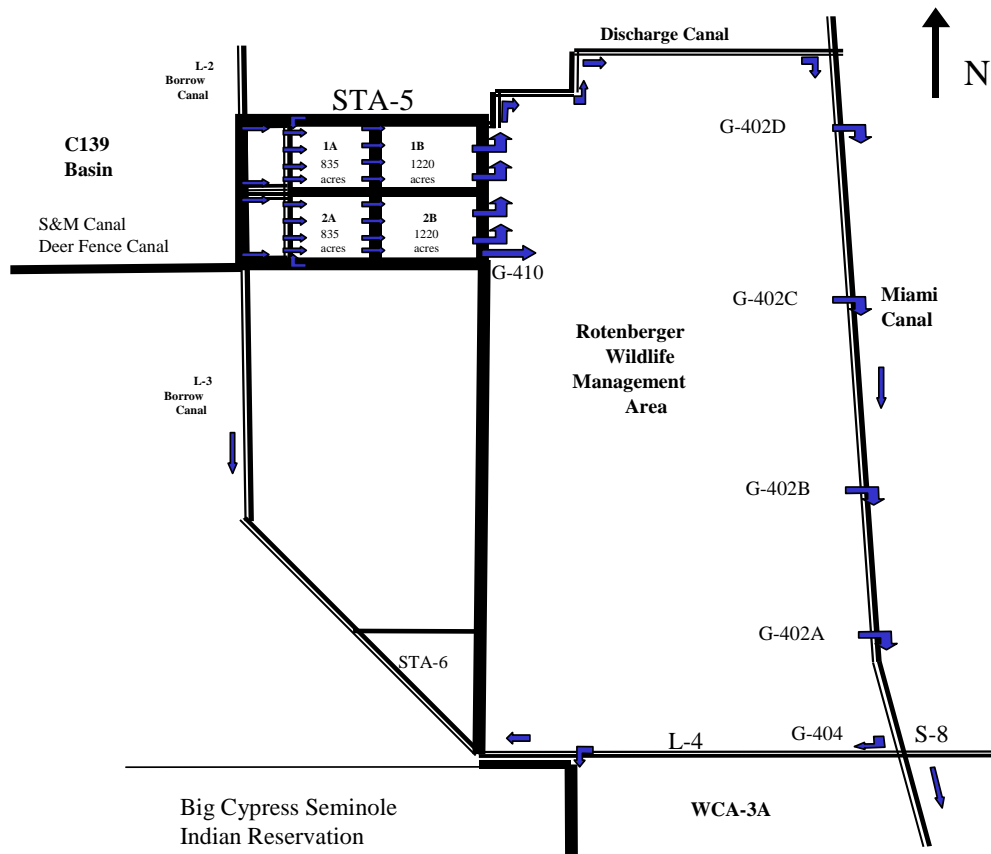 Discharge Canal
L-2
Borrow
Canal
STA-5
N
G-402D
C139
Basin
1A
835
acres
1B
1220
acres
S&M Canal
Deer Fence Canal
2A
835
acres
2B
1220
acres
G-410
G-402C
Miami
Canal
Rotenberger
Wildlife
Management
Area
L-3
Borrow
Canal
G-402B
G-402A
STA-6
L-4
G-404
S-8
Big Cypress Seminole
Indian Reservation
WCA-3A